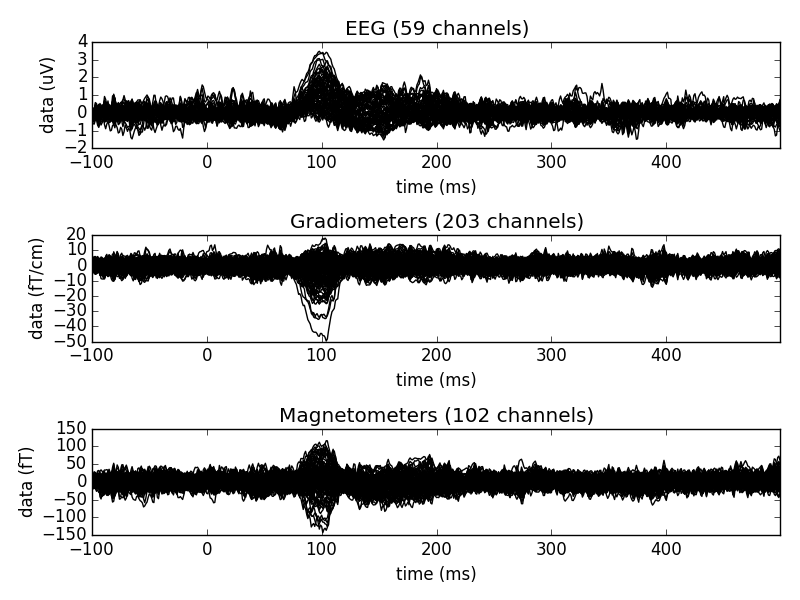 EEG (59 channels)
data (uV)
4
3
2
1
0
−1
−2
−100 0 100 200 300 400
time (ms)
Gradiometers (203 channels)
data (fT/cm)
20
10
0
−10
−20
−30
−40
−50
−100 0 100 200 300 400
time (ms)
Magnetometers (102 channels)
data (fT)
150
100
50
0
−50
−100
−150
−100 0 100 200 300 400
time (ms)